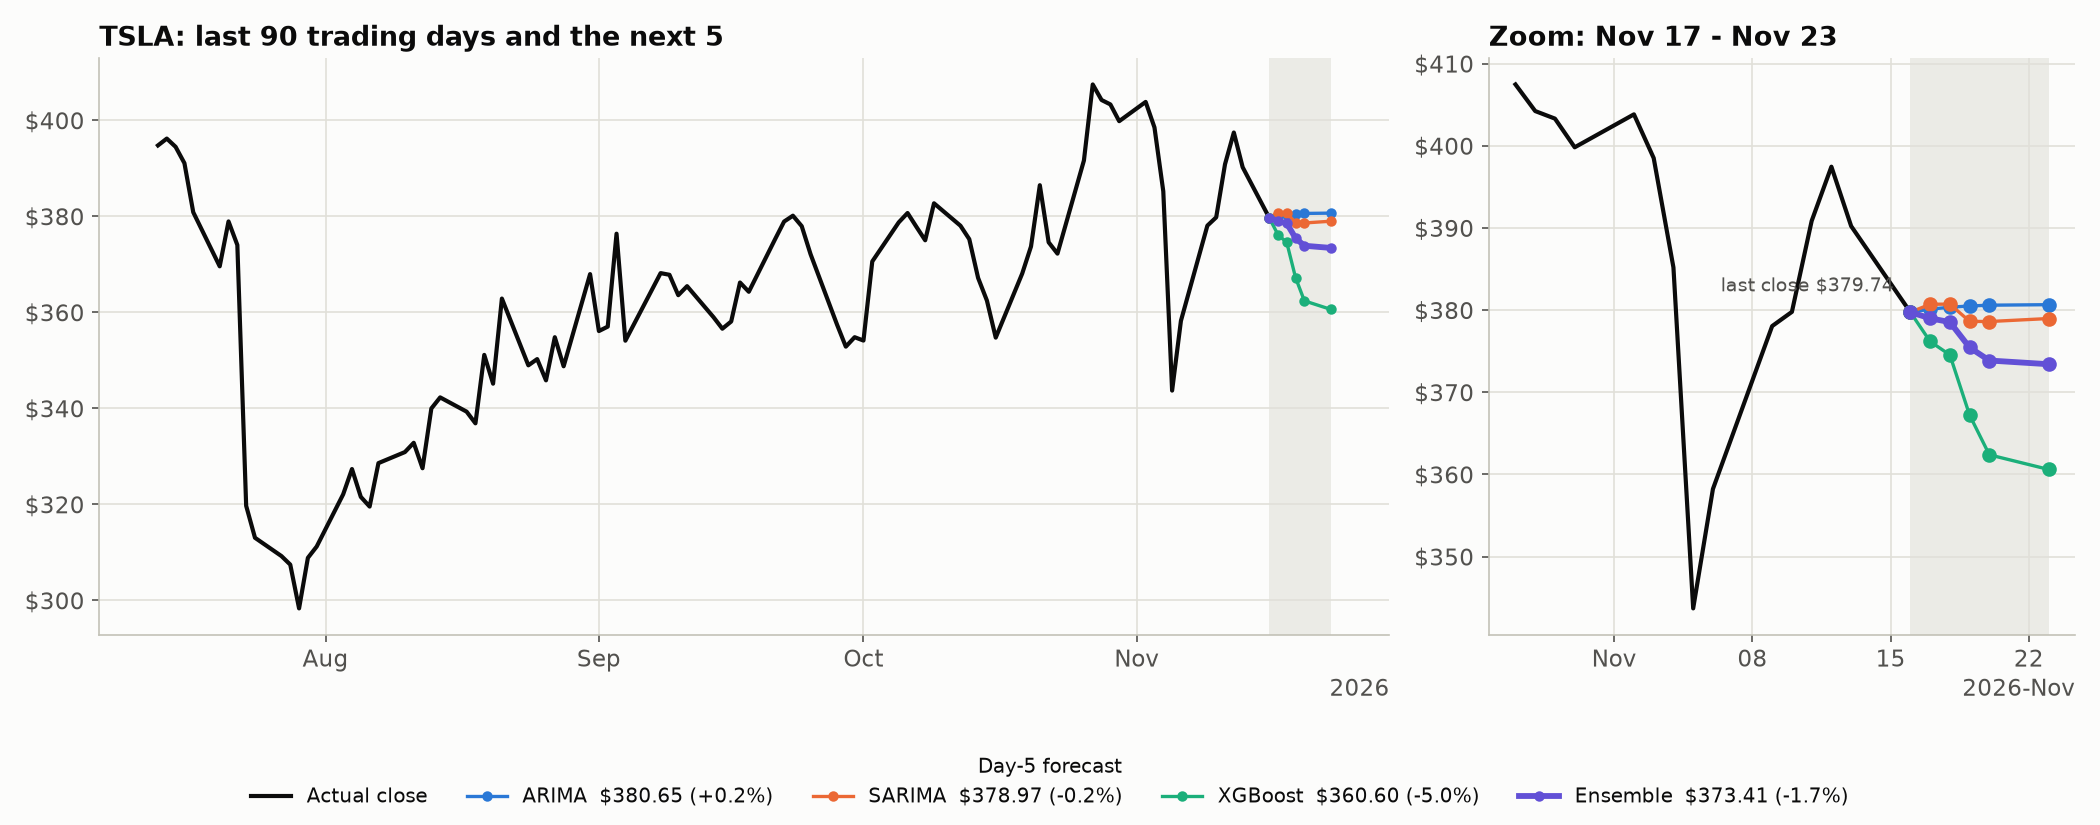 TSLA: last 90 trading days and the next 5
$400
$380
$360
$340
$320
$300
Aug
Sep
Oct
Nov
2026
Zoom: Nov 17 - Nov 23
$410
$400
$390
$380
$370
$360
$350
last close $379.74
Nov
08
15
22
2026-Nov
Day-5 forecast
Actual close
ARIMA $380.65 (+0.2%)
SARIMA $378.97 (-0.2%)
XGBoost $360.60 (-5.0%)
Ensemble $373.41 (-1.7%)